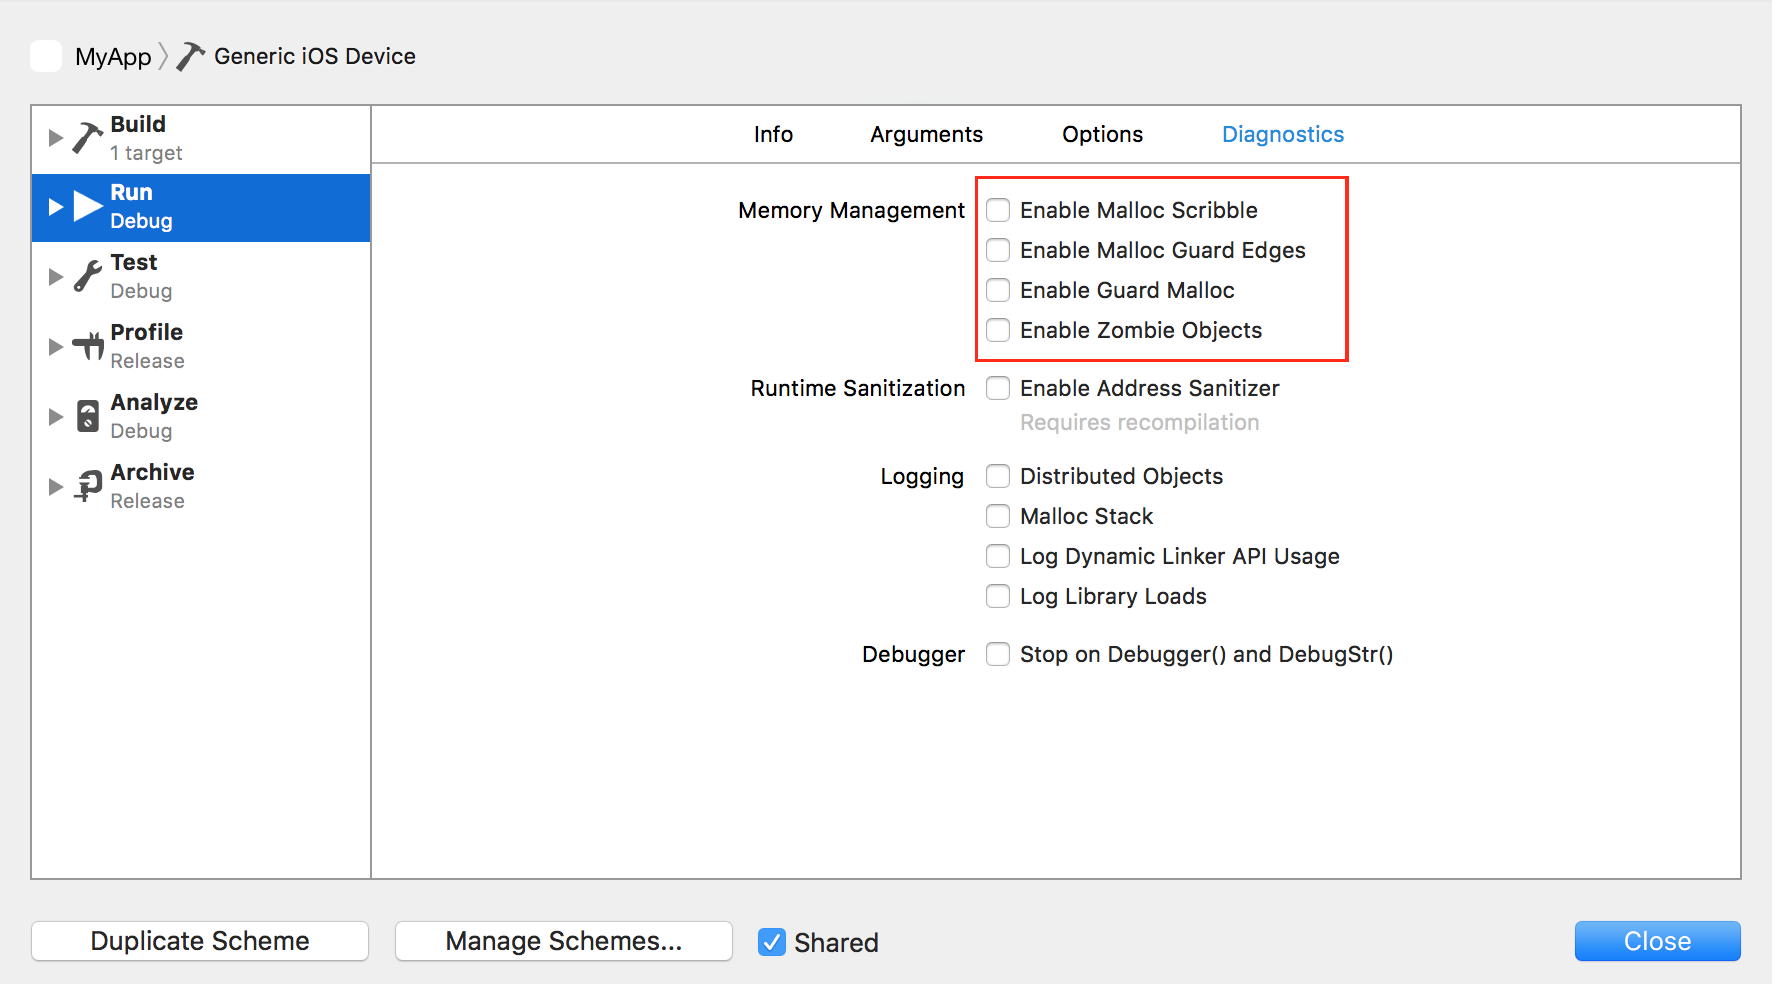 MyApp Generic iOS Device
Build
1 target
Run
Debug
Test
Debug
Profile
Release
Analyze
Debug
Archive
Release
Info Arguments Options Diagnostics
Memory Management Enable Malloc Scribble
Enable Malloc Guard Edges
Enable Guard Malloc
Enable Zombie Objects
Runtime Sanitization Enable Address Sanitizer
Requires recompilation
Logging Distributed Objects
Malloc Stack
Log Dynamic Linker API Usage
Log Library Loads
Debugger Stop on Debugger() and DebugStr()
Duplicate Scheme Manage Schemes... Shared Close